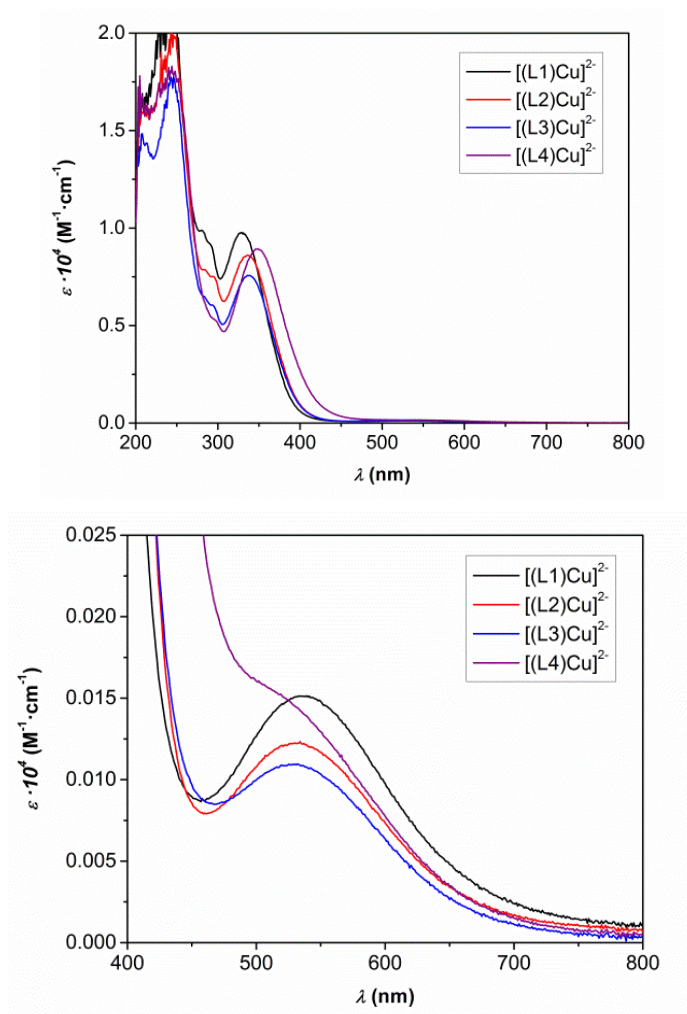 2.0
1.5
1.0
0.5
0.0
ε ·10⁴ (M⁻¹·cm⁻¹)
[(L1)Cu]²⁻
[(L2)Cu]²⁻
[(L3)Cu]²⁻
[(L4)Cu]²⁻
200 300 400 500 600 700 800
λ (nm)
0.025
0.020
0.015
0.010
0.005
0.000
ε ·10⁴ (M⁻¹·cm⁻¹)
[(L1)Cu]²⁻
[(L2)Cu]²⁻
[(L3)Cu]²⁻
[(L4)Cu]²⁻
400 500 600 700 800
λ (nm)